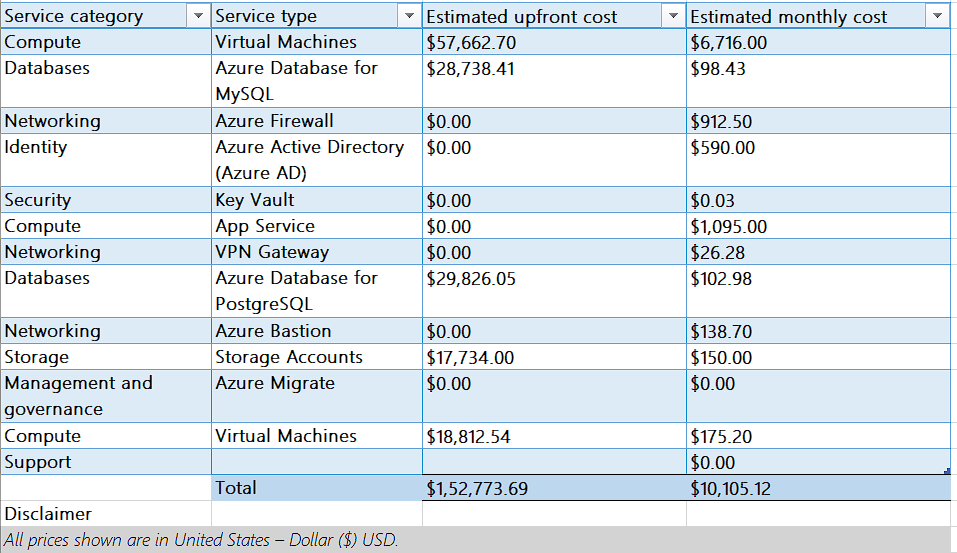 Service category Service type Estimated upfront cost Estimated monthly cost
Compute Virtual Machines $57,662.70 $6,716.00
Databases Azure Database for $28,738.41 $98.43
MySQL
Networking Azure Firewall $0.00 $912.50
Identity Azure Active Directory $0.00 $590.00
(Azure AD)
Security Key Vault $0.00 $0.03
Compute App Service $0.00 $1,095.00
Networking VPN Gateway $0.00 $26.28
Databases Azure Database for $29,826.05 $102.98
PostgreSQL
Networking Azure Bastion $0.00 $138.70
Storage Storage Accounts $17,734.00 $150.00
Management and Azure Migrate $0.00 $0.00
governance
Compute Virtual Machines $18,812.54 $175.20
Support $0.00
Total $1,52,773.69 $10,105.12
Disclaimer
All prices shown are in United States – Dollar ($) USD.